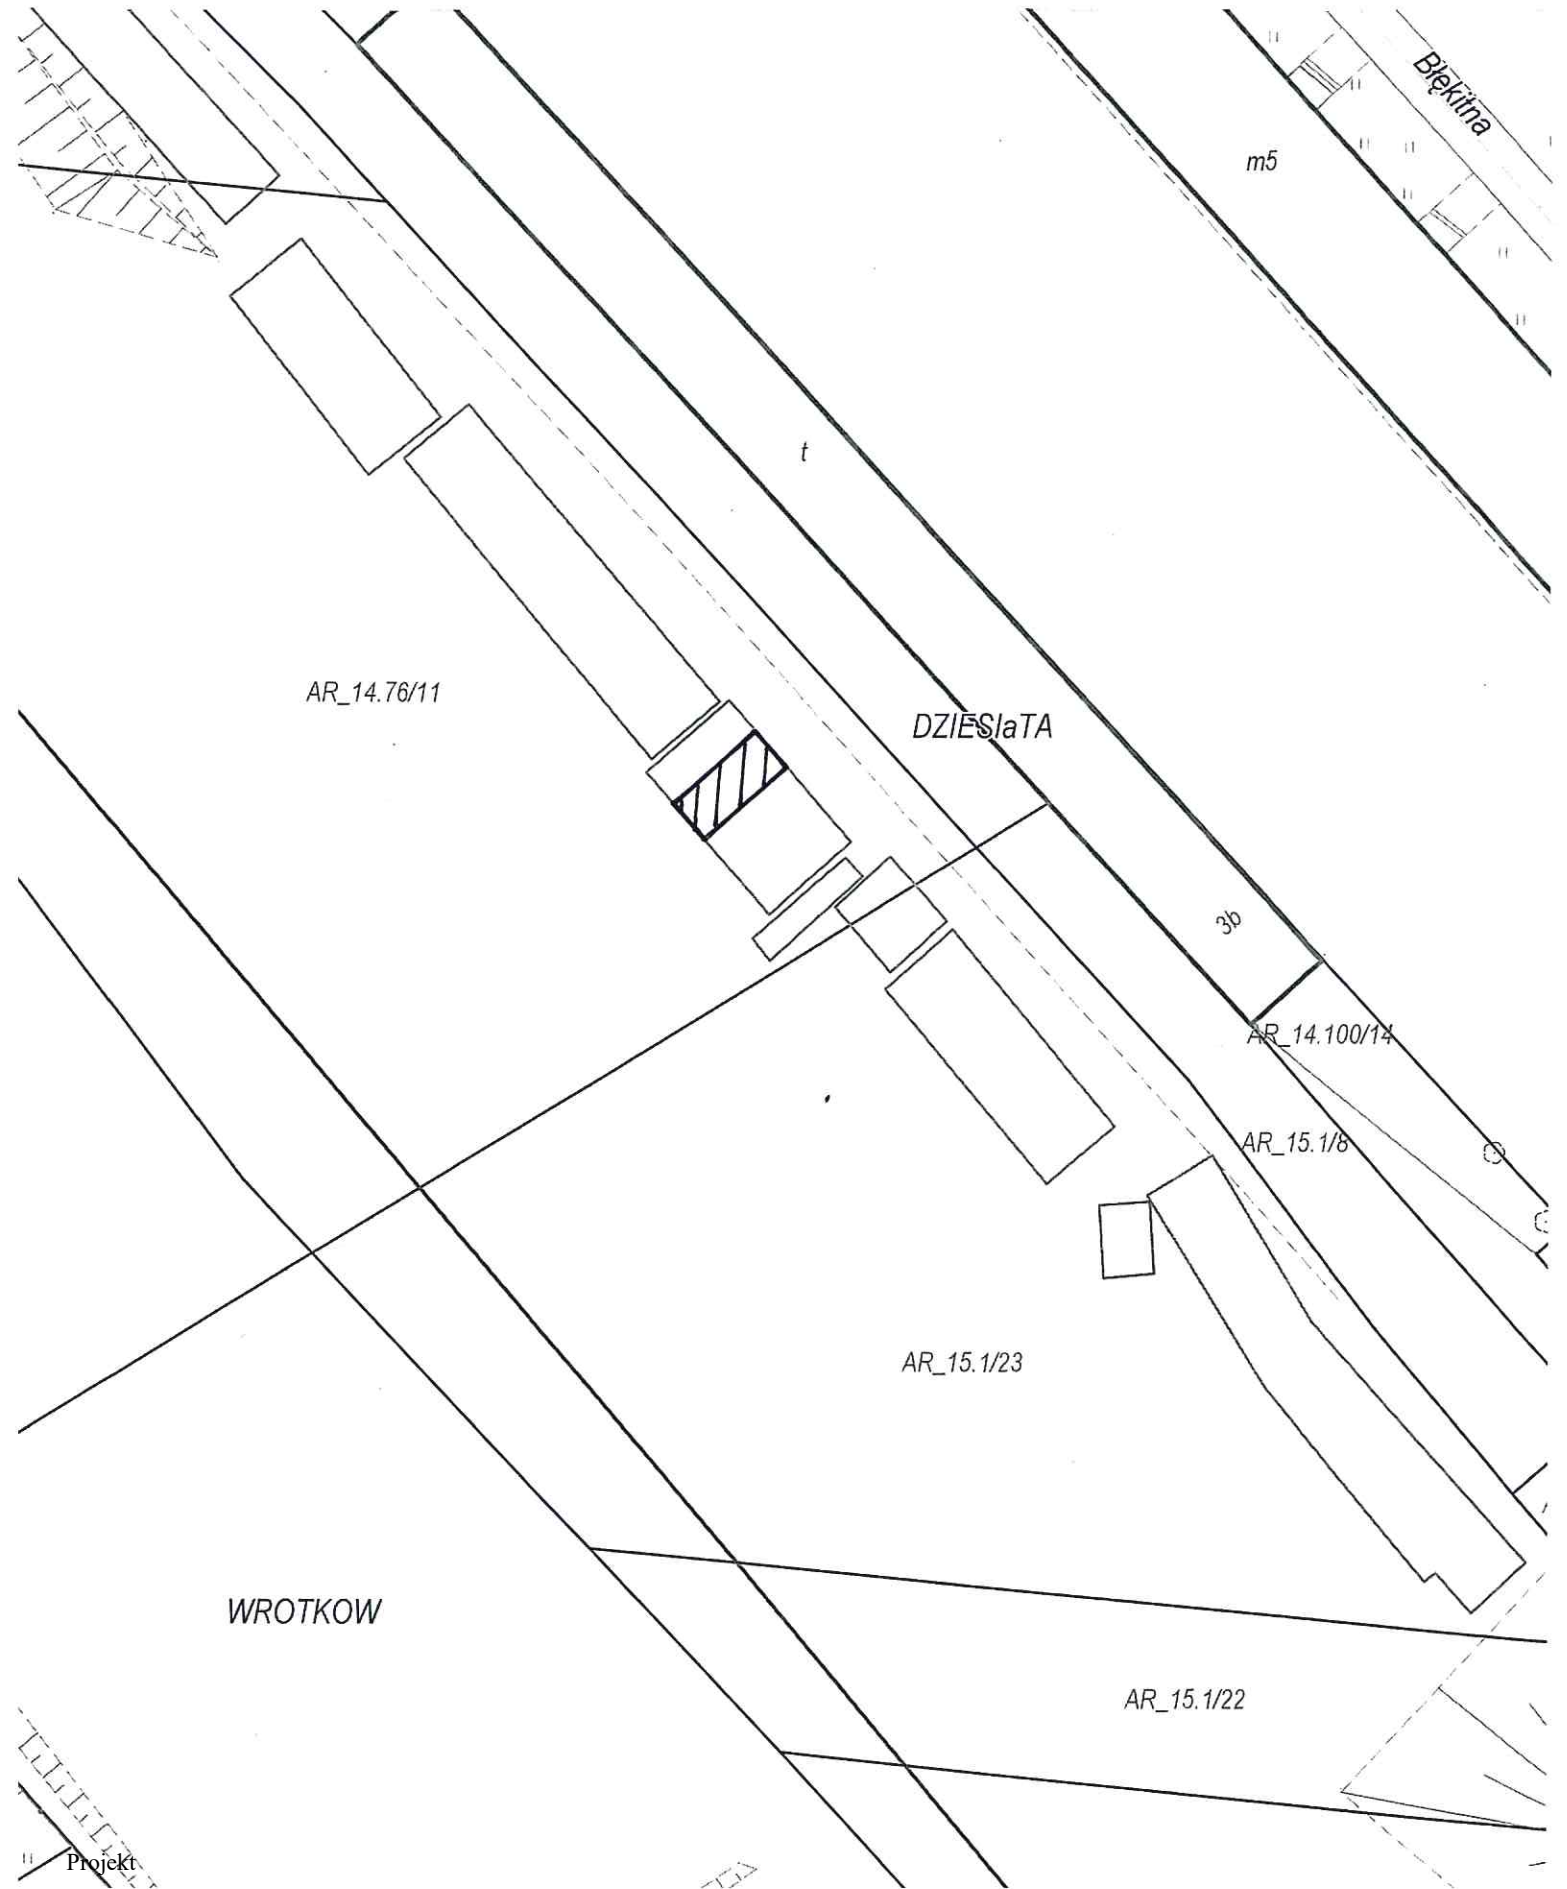 Błękitna
m5
t
AR_14.76/11
DZIESIaTA
3b
AR_14.100/14
AR_15.1/8
AR_15.1/23
WROTKOW
AR_15.1/22
Projekt